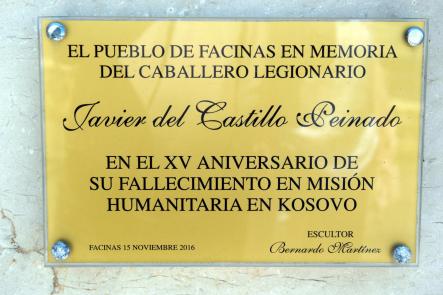 EL PUEBLO DE FACINAS EN MEMORIA
DEL CABALLERO LEGIONARIO
Javier del Castillo Peinado
EN EL XV ANIVERSARIO DE
SU FALLECIMIENTO EN MISIÓN
HUMANITARIA EN KOSOVO
ESCULTOR
FACINAS 15 NOVIEMBRE 2016 Bernardo Martínez